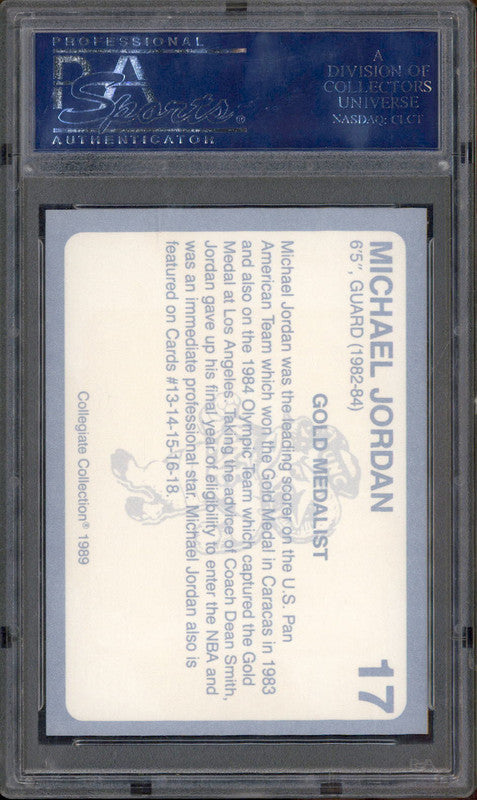 PROFESSIONAL
PSA
Sports®
AUTHENTICATOR
A
DIVISION OF
COLLECTORS
UNIVERSE
NASDAQ: CLCT
MICHAEL JORDAN
17
6'5", GUARD (1982-84)
GOLD MEDALIST
Michael Jordan was the leading scorer on the U.S. Pan
American Team which won the Gold Medal in Caracas in 1983
and also on the 1984 Olympic Team which captured the Gold
Medal at Los Angeles. Taking the advice of Coach Dean Smith,
Jordan gave up his final year of eligibility to enter the NBA and
was an immediate professional star. Michael Jordan also is
featured on Cards #13-14-15-16-18.
Collegiate Collection® 1989